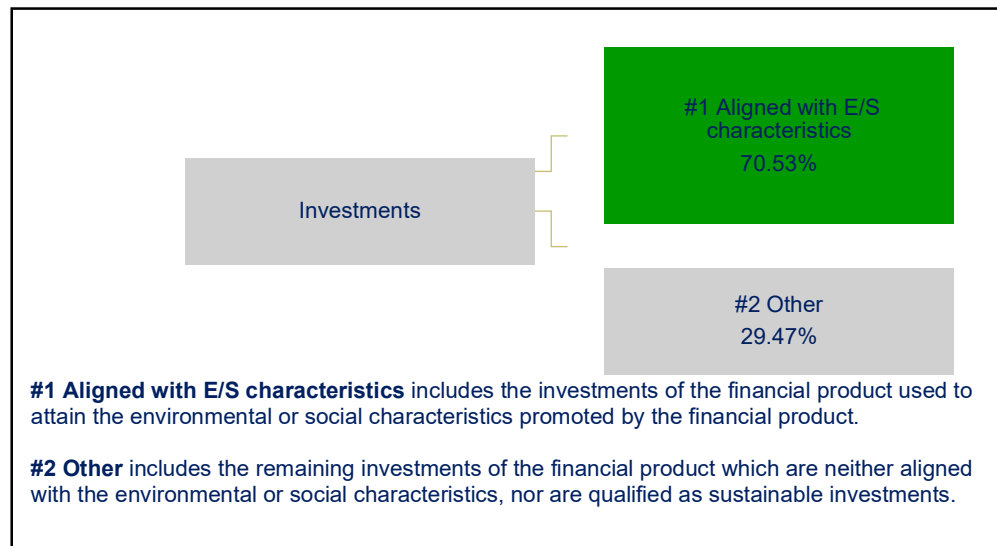 #1 Aligned with E/S
characteristics
70.53%
Investments
#2 Other
29.47%
#1 Aligned with E/S characteristics includes the investments of the financial product used to
attain the environmental or social characteristics promoted by the financial product.
#2 Other includes the remaining investments of the financial product which are neither aligned
with the environmental or social characteristics, nor are qualified as sustainable investments.